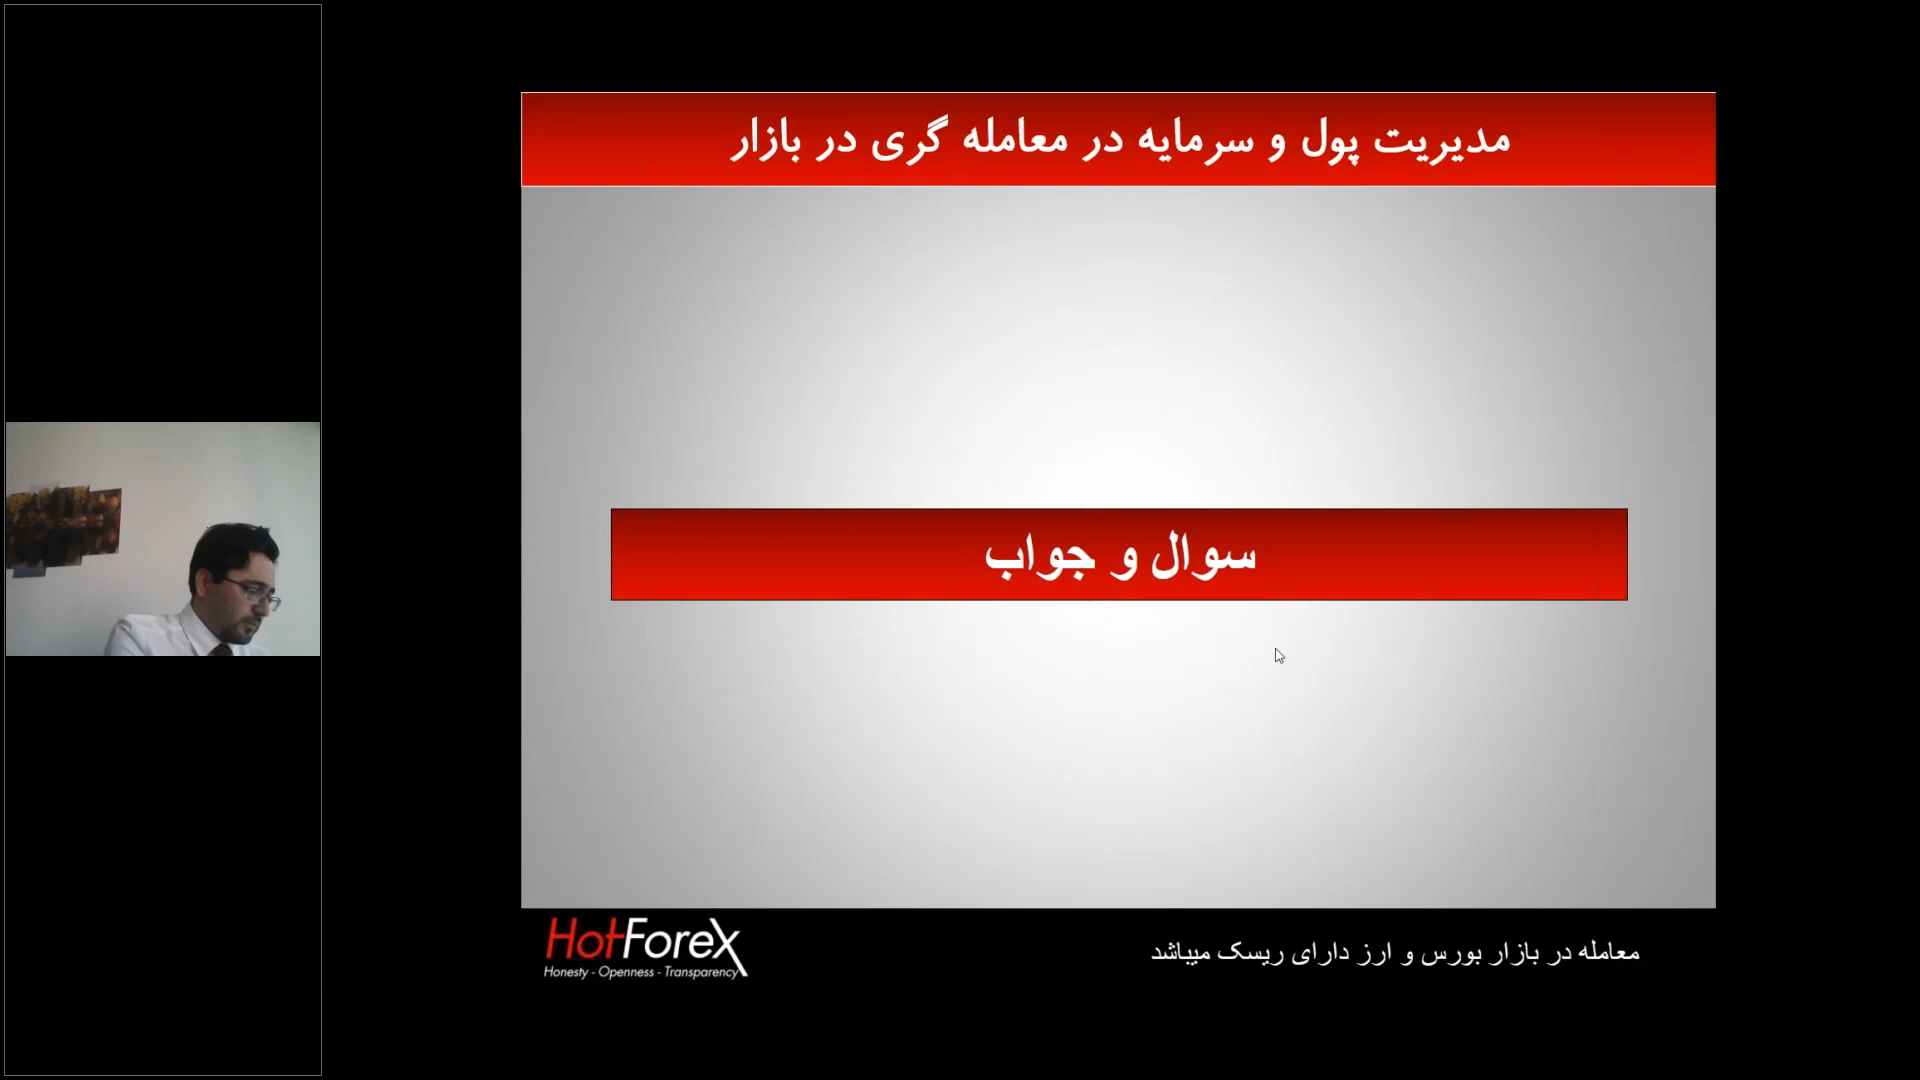 مدیریت پول و سرمایه در معامله گری در بازار
سوال و جواب
HotForex
Honesty - Openness - Transparency
معامله در بازار بورس و ارز دارای ریسک میباشد